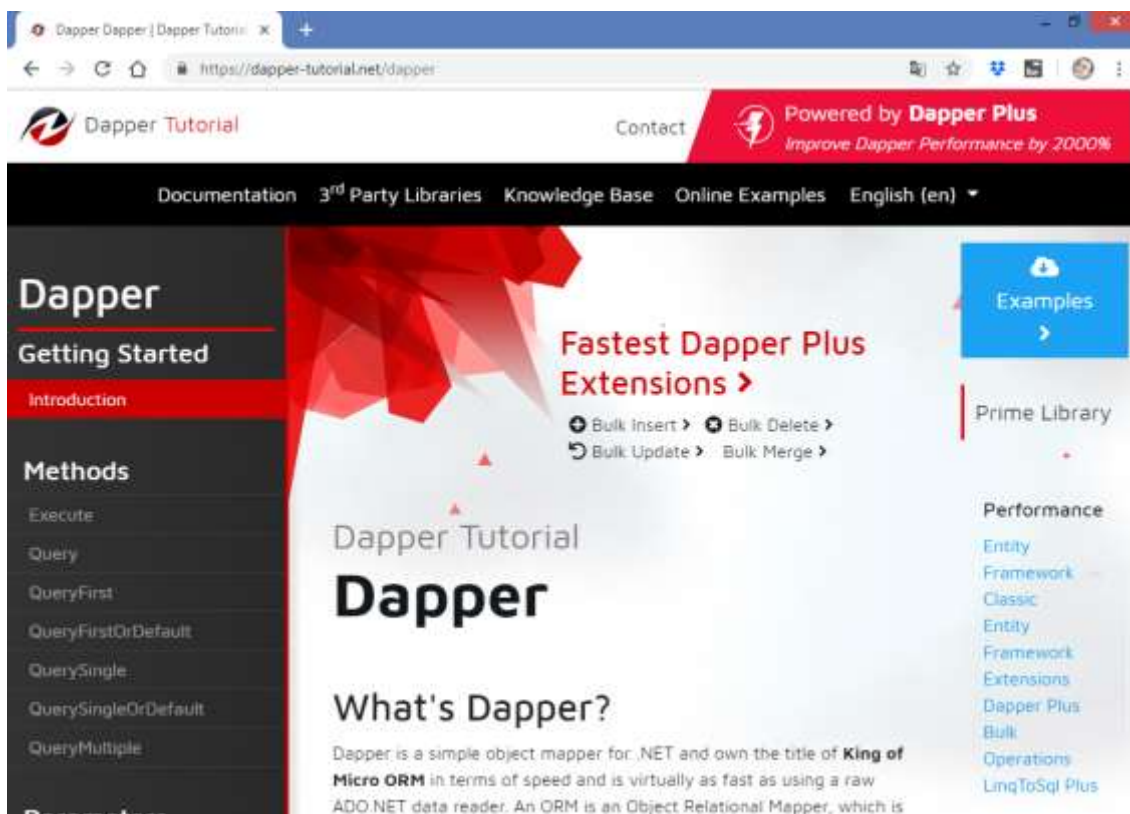 Dapper Dapper | Dapper Tutoria
https://dapper-tutorial.net/dapper
Dapper Tutorial
Contact
Powered by Dapper Plus
Improve Dapper Performance by 2000%
Documentation 3rd Party Libraries Knowledge Base Online Examples English (en)
Dapper
Getting Started
Introduction
Methods
Execute
Query
QueryFirst
QueryFirstOrDefault
QuerySingle
QuerySingleOrDefault
QueryMultiple
Fastest Dapper Plus
Extensions
Bulk Insert Bulk Delete
Bulk Update Bulk Merge
Dapper Tutorial
Dapper
What's Dapper?
Dapper is a simple object mapper for .NET and own the title of King of
Micro ORM in terms of speed and is virtually as fast as using a raw
ADO.NET data reader. An ORM is an Object Relational Mapper, which is
Examples
Prime Library
Performance
Entity
Framework
Classic
Entity
Framework
Extensions
Dapper Plus
Bulk
Operations
LinqToSql Plus